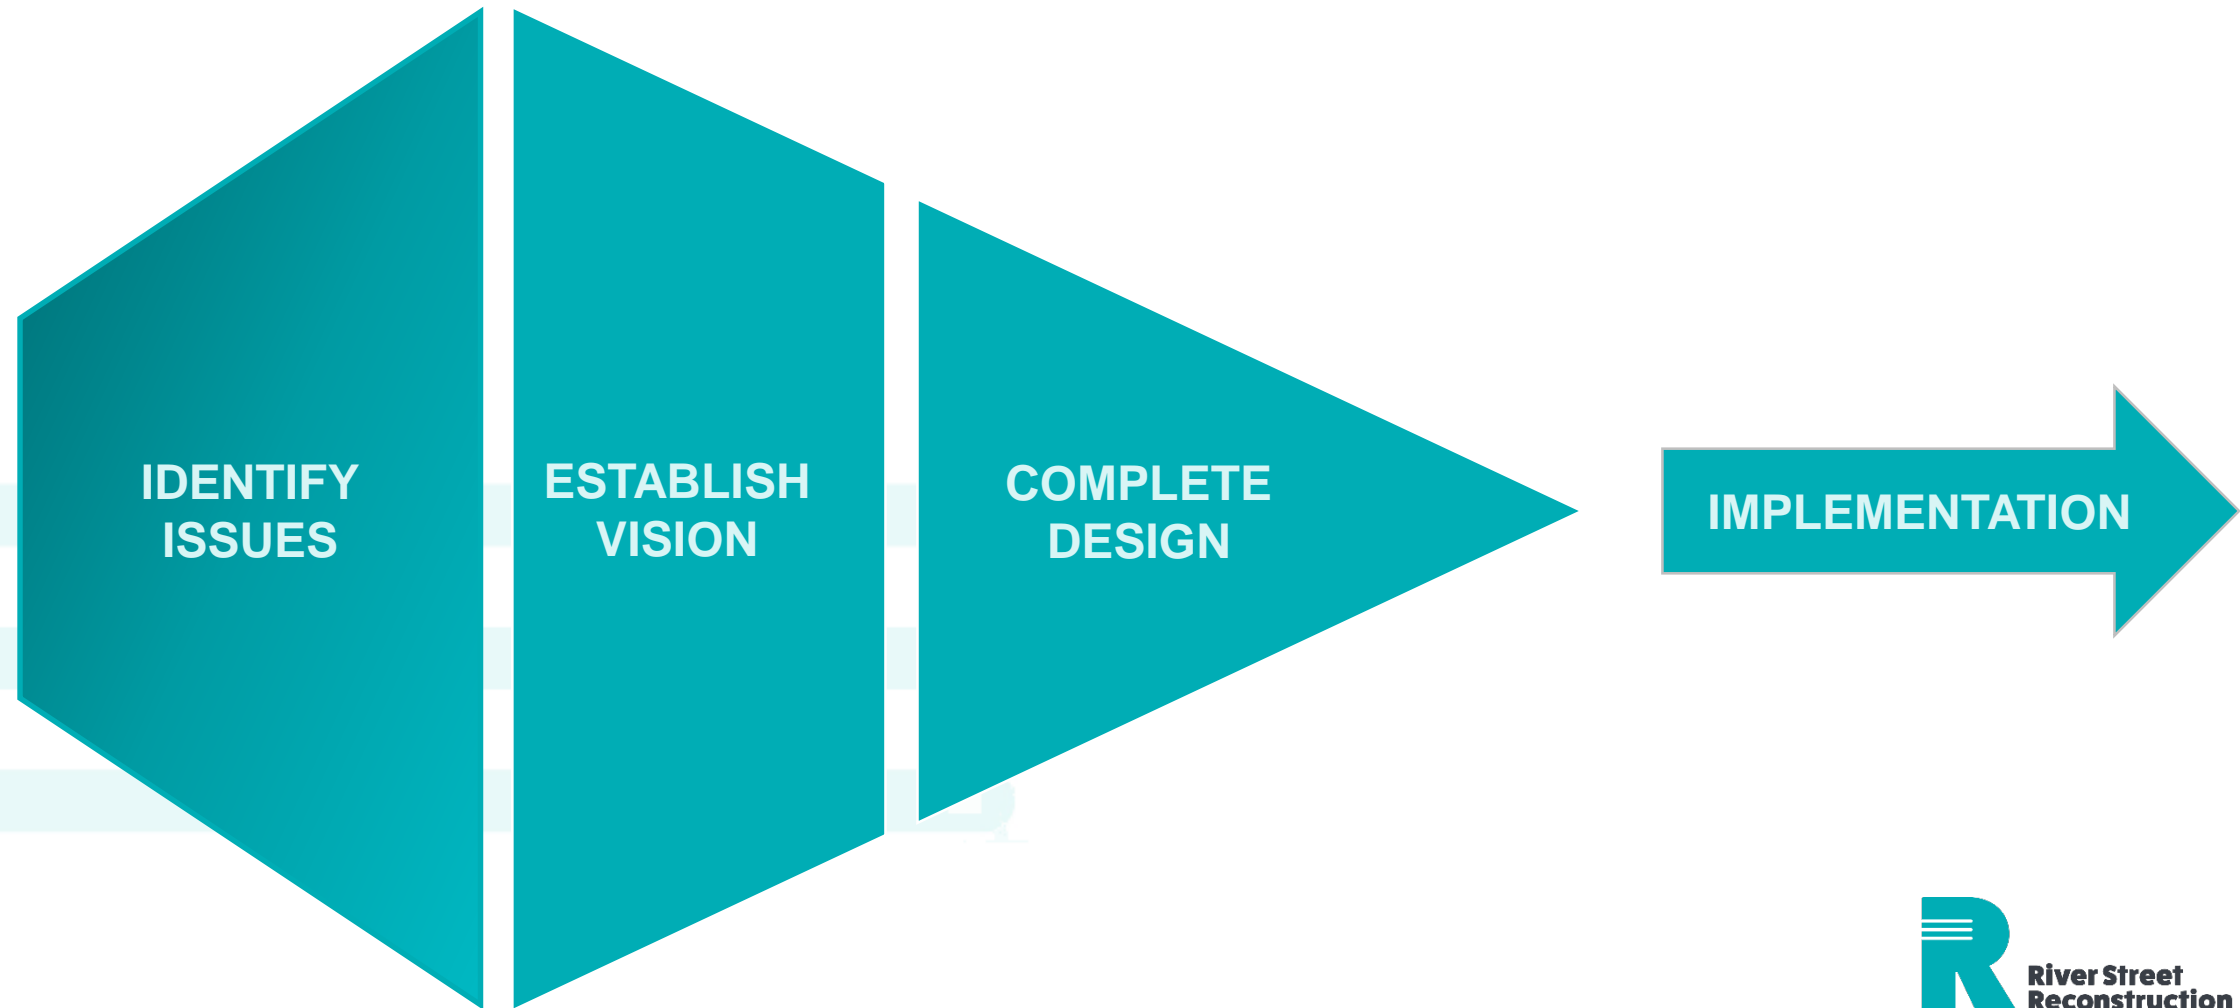 IDENTIFY
ISSUES
ESTABLISH
VISION
COMPLETE
DESIGN
IMPLEMENTATION
River Street
Reconstruction